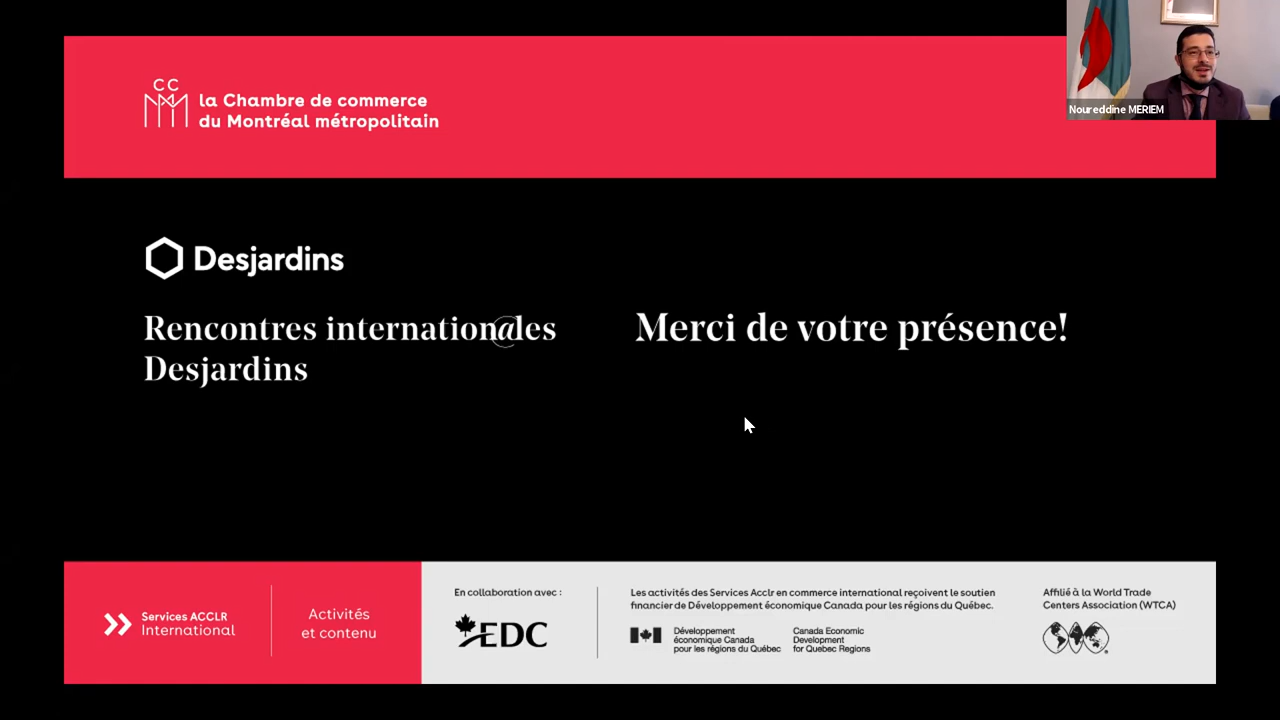 Noureddine MERIEM
CC
la Chambre de commerce
du Montréal métropolitain
Desjardins
Rencontres internation@les
Desjardins
Merci de votre présence!
Services ACCLR
International
Activités
et contenu
En collaboration avec :
EDC
Les activités des Services Acclr en commerce international reçoivent le soutien
financier de Développement économique Canada pour les régions du Québec.
Développement
économique Canada
pour les régions du Québec
Canada Economic
Development
for Quebec Regions
Affilié à la World Trade
Centers Association (WTCA)